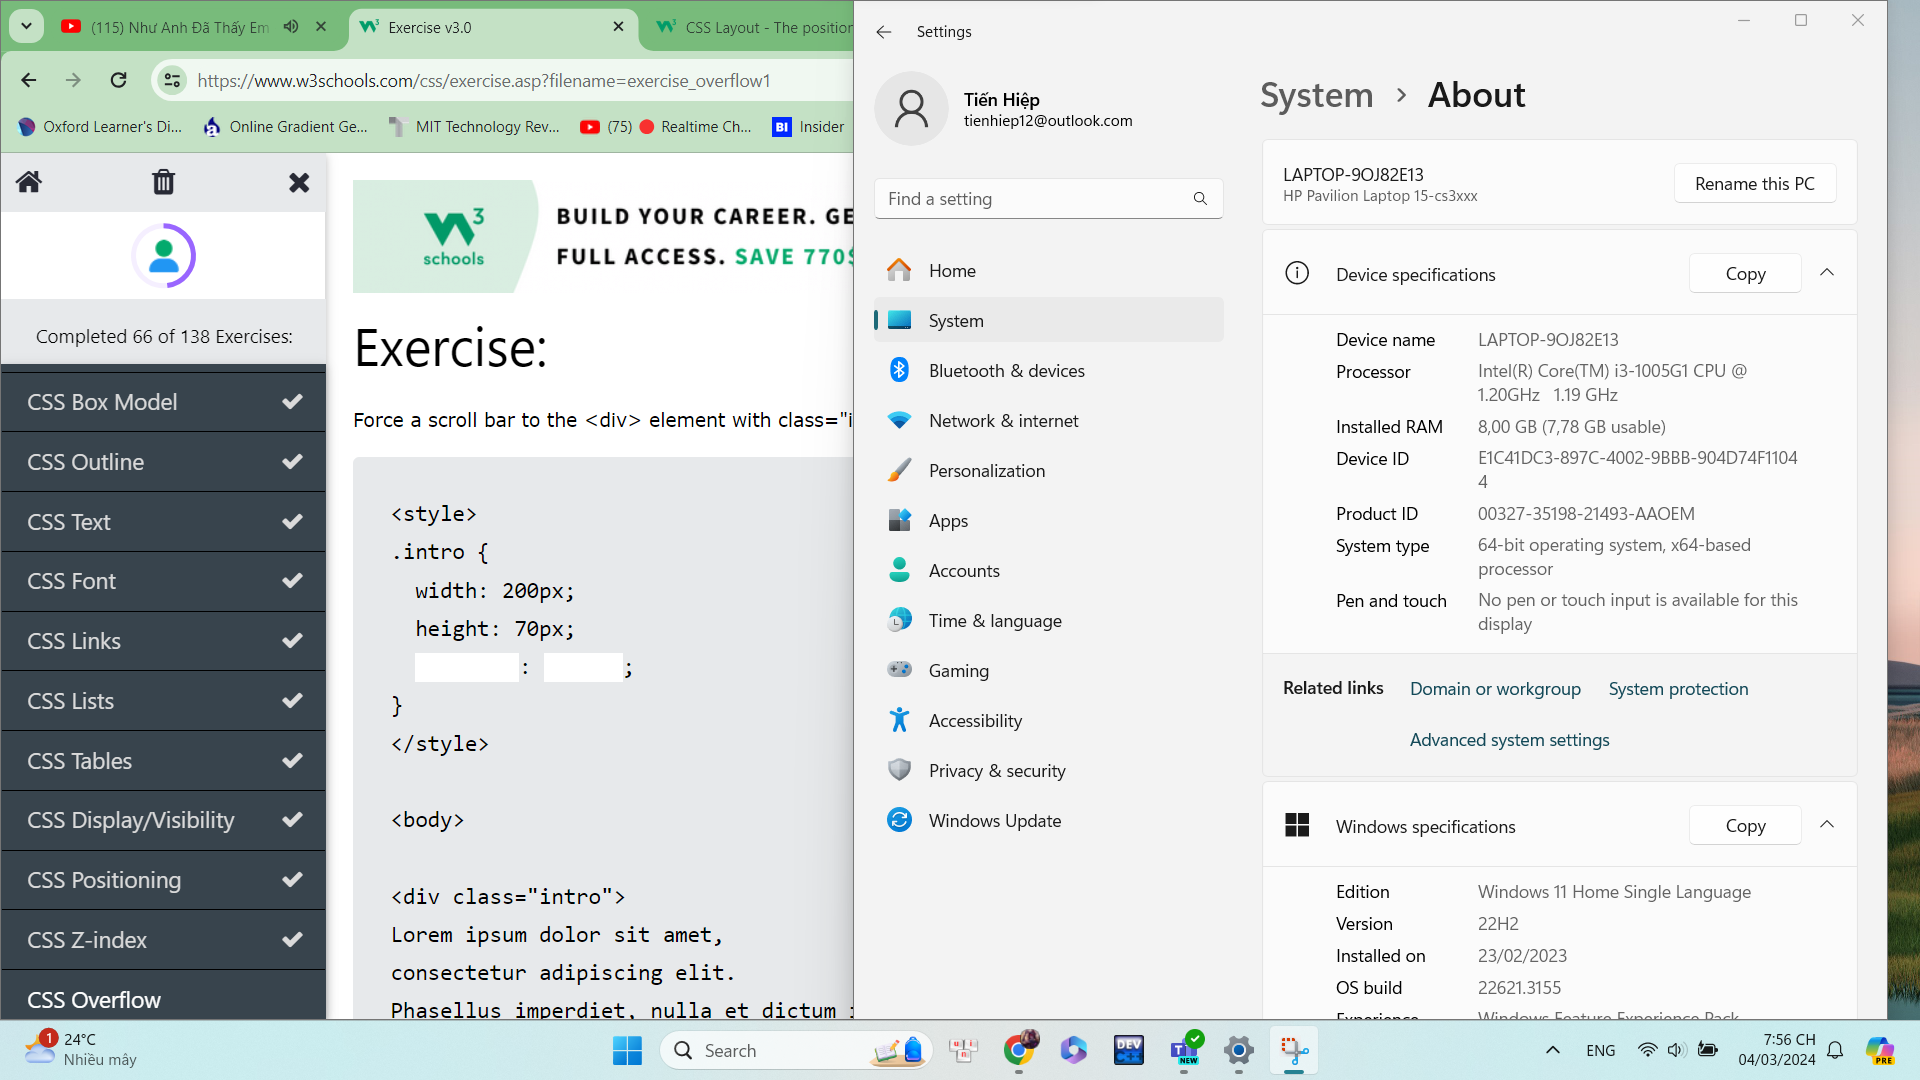 (115) Như Anh Đã Thấy Em
Exercise v3.0
CSS Layout - The position
https://www.w3schools.com/css/exercise.asp?filename=exercise_overflow1
Oxford Learner's Di...
Online Gradient Ge...
MIT Technology Rev...
(75)
Realtime Ch...
BI
Insider
Completed 66 of 138 Exercises:
CSS Box Model
CSS Outline
CSS Text
CSS Font
CSS Links
CSS Lists
CSS Tables
CSS Display/Visibility
CSS Positioning
CSS Z-index
CSS Overflow
W3 schools
BUILD YOUR CAREER. GE
FULL ACCESS. SAVE 770$
Exercise:
Force a scroll bar to the <div> element with class="i
<style>
.intro {
width: 200px;
height: 70px;
: ;
}
</style>
<body>
<div class="intro">
Lorem ipsum dolor sit amet,
consectetur adipiscing elit.
Phasellus imperdiet, nulla et dictum
Settings
Tiến Hiệp
tienhiep12@outlook.com
Find a setting
Home
System
Bluetooth & devices
Network & internet
Personalization
Apps
Accounts
Time & language
Gaming
Accessibility
Privacy & security
Windows Update
System > About
LAPTOP-9OJ82E13
HP Pavilion Laptop 15-cs3xxx
Rename this PC
Device specifications
Copy
Device name LAPTOP-9OJ82E13
Processor Intel(R) Core(TM) i3-1005G1 CPU @
1.20GHz 1.19 GHz
Installed RAM 8,00 GB (7,78 GB usable)
Device ID E1C41DC3-897C-4002-9BBB-904D74F1104
4
Product ID 00327-35198-21493-AAOEM
System type 64-bit operating system, x64-based
processor
Pen and touch No pen or touch input is available for this
display
Related links Domain or workgroup System protection
Advanced system settings
Windows specifications
Copy
Edition Windows 11 Home Single Language
Version 22H2
Installed on 23/02/2023
OS build 22621.3155
Experience Windows Feature Experience Pack
1
24°C
Nhiều mây
Search
DEV
C++
T
NEW
ENG
7:56 CH
04/03/2024
PRE